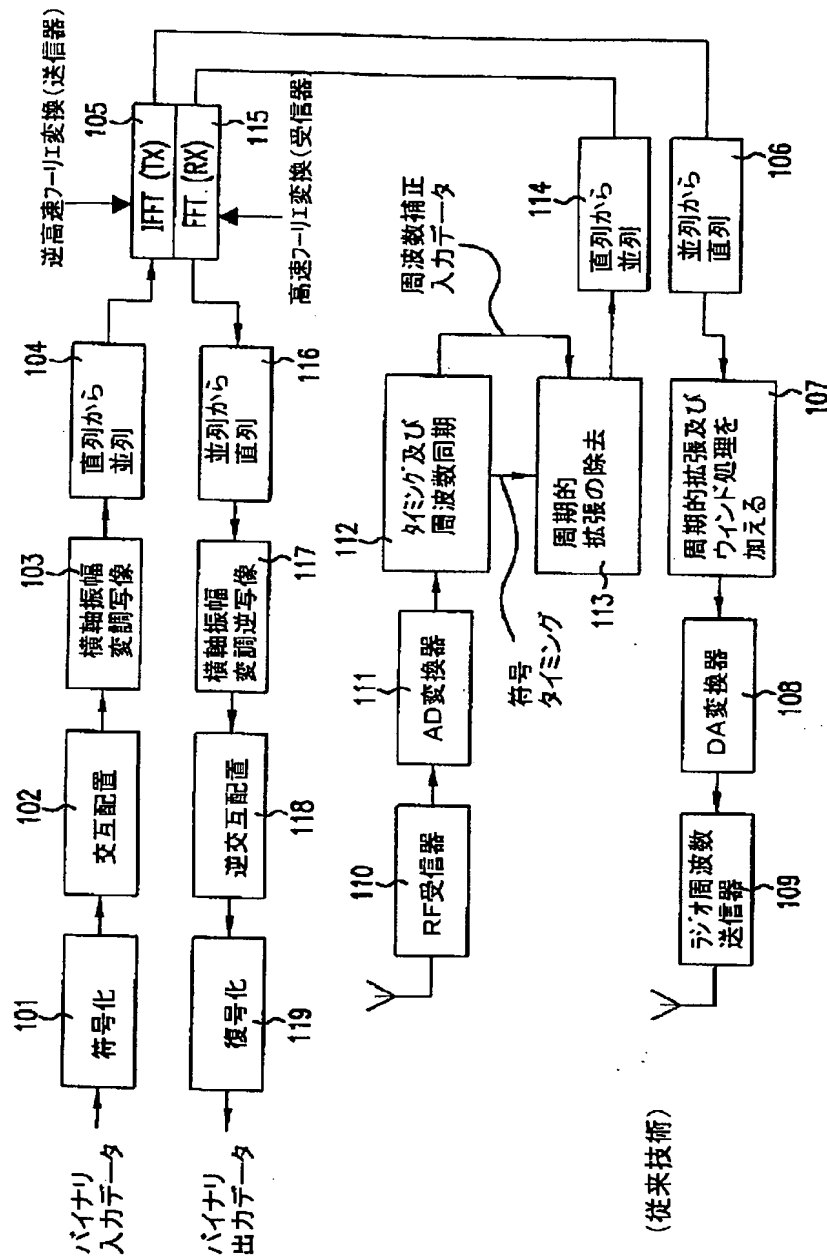 バイナリ
入力データ
101
符号化
102
交互配置
103
横軸振幅
変調写像
104
直列から
並列
逆高速フーリエ変換(送信器)
105
IFFT (TX)
FFT. (RX)
115
高速フーリエ変換(受信器)
116
並列から
直列
117
横軸振幅
変調逆写像
118
逆交互配置
119
復号化
バイナリ
出力データ
110
RF受信器
111
AD変換器
112
タイミング及び
周波数同期
周波数補正
入力データ
符号
タイミング
周期的
拡張の除去
113
114
直列から
並列
106
並列から
直列
107
周期的拡張及び
ウィンド処理を
加える
108
DA変換器
109
ラジオ周波数
送信器
(従来技術)